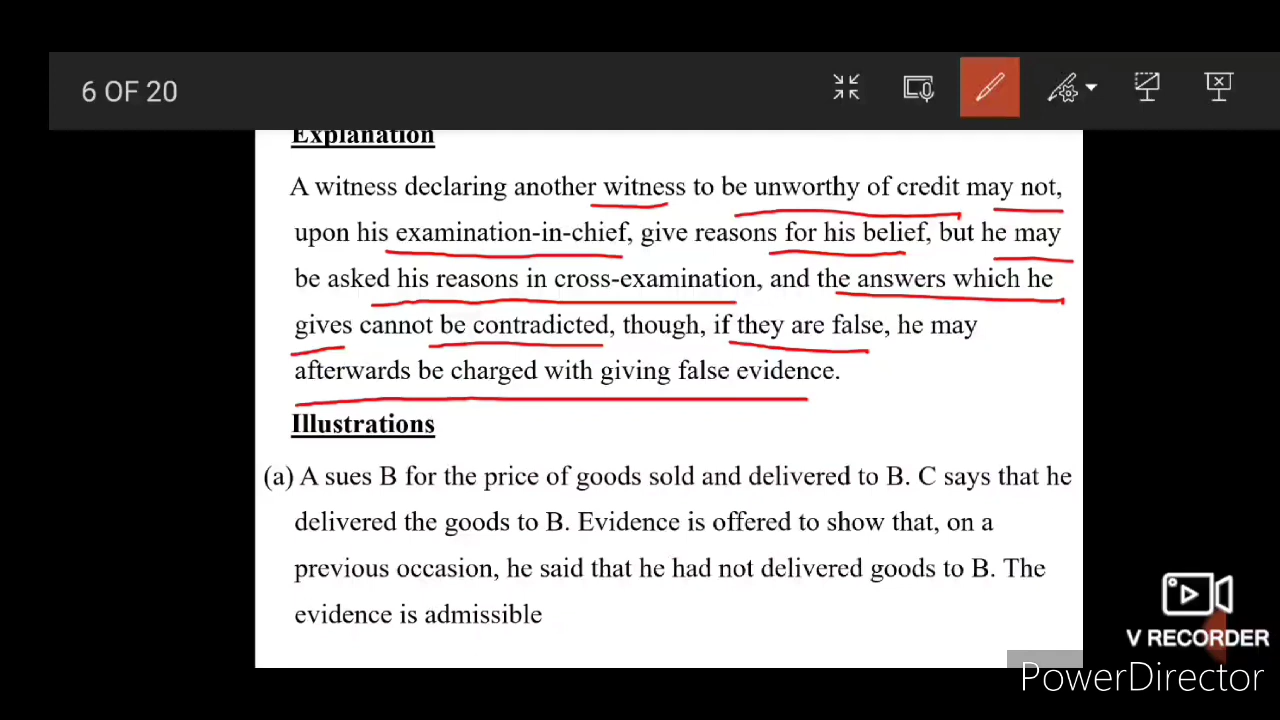 6 OF 20
Explanation
A witness declaring another witness to be unworthy of credit may not,
upon his examination-in-chief, give reasons for his belief, but he may
be asked his reasons in cross-examination, and the answers which he
gives cannot be contradicted, though, if they are false, he may
afterwards be charged with giving false evidence.
Illustrations
(a) A sues B for the price of goods sold and delivered to B. C says that he
delivered the goods to B. Evidence is offered to show that, on a
previous occasion, he said that he had not delivered goods to B. The
evidence is admissible
V RECORDER
PowerDirector